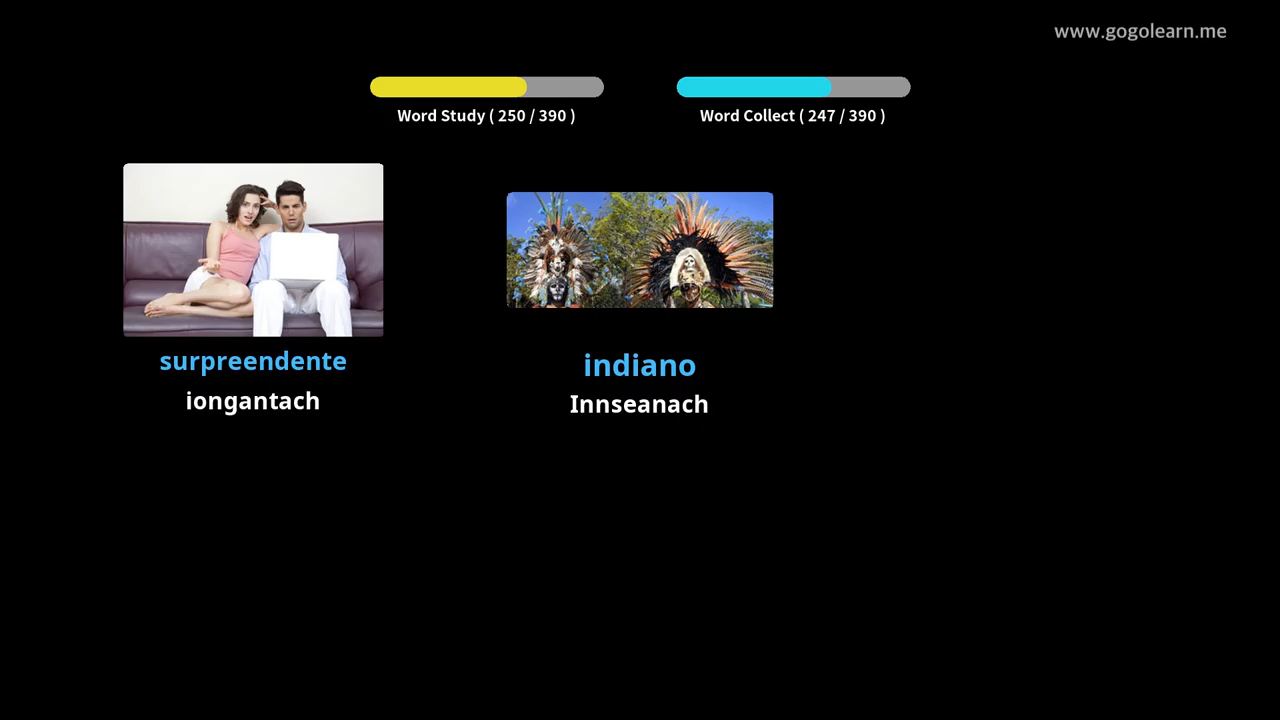 www.gogolearn.me
Word Study ( 250 / 390 )
Word Collect ( 247 / 390 )
surpreendente
iongantach
indiano
Innseanach